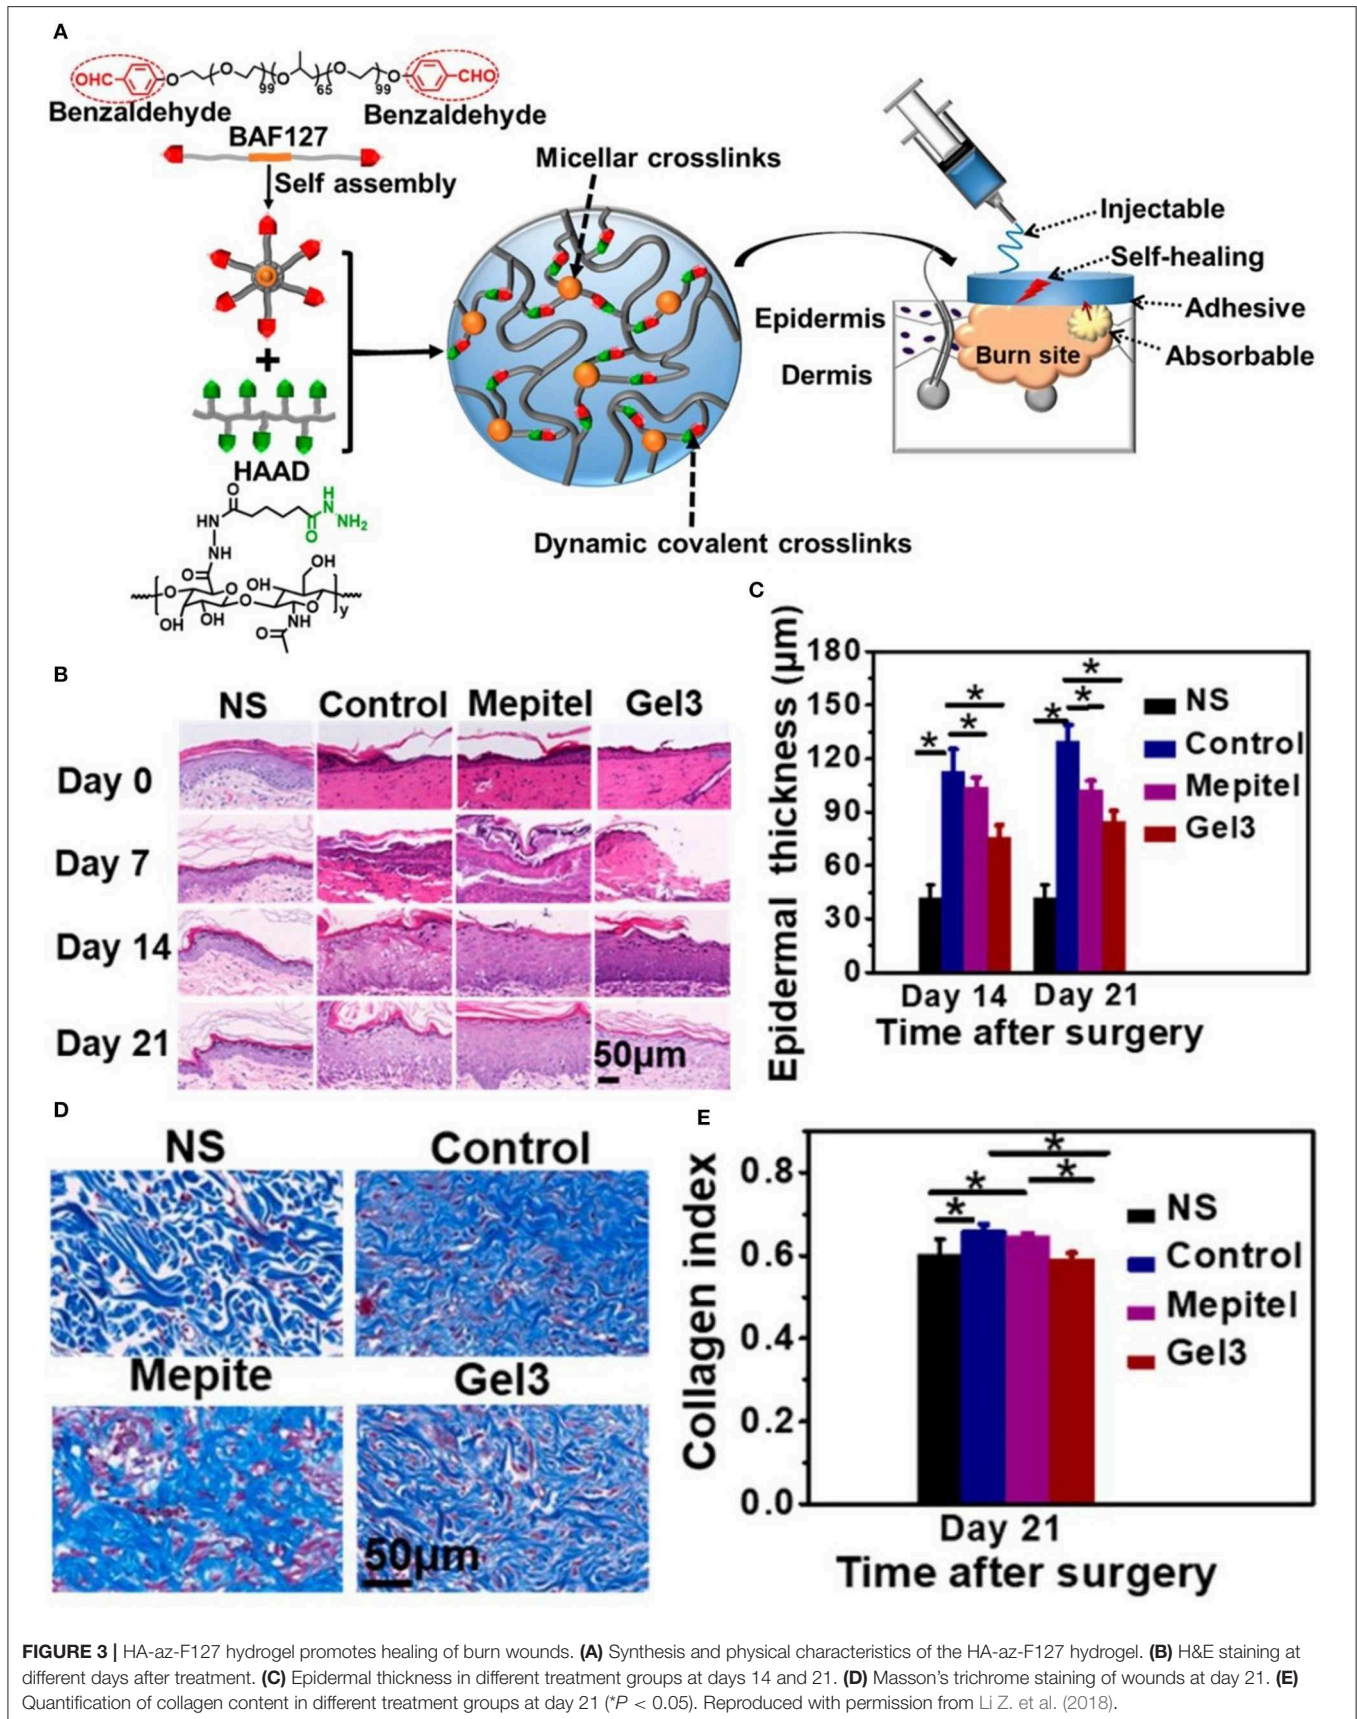 A
OHC
O
O
99
O
65
O
99
O
CHO
Benzaldehyde
Benzaldehyde
BAF127
Self assembly
+
HAAD
O
HN
NH
O
H
N
NH₂
O
O
O
OH
O
OH
OH
O
NH
O
OH
y
Micellar crosslinks
Dynamic covalent crosslinks
Injectable
Self-healing
Adhesive
Absorbable
Epidermis
Dermis
Burn site
B
NS Control Mepitel Gel3
Day 0
Day 7
Day 14
Day 21
50μm
C
Epidermal thickness (μm)
180
150
120
90
60
30
0
* * *
* * * *
NS
Control
Mepitel
Gel3
Day 14 Day 21
Time after surgery
D
NS Control
Mepite Gel3
50μm
E
Collagen index
0.8
0.6
0.4
0.2
0.0
*
* *
*
NS
Control
Mepitel
Gel3
Day 21
Time after surgery
FIGURE 3 | HA-az-F127 hydrogel promotes healing of burn wounds. (A) Synthesis and physical characteristics of the HA-az-F127 hydrogel. (B) H&E staining at
different days after treatment. (C) Epidermal thickness in different treatment groups at days 14 and 21. (D) Masson's trichrome staining of wounds at day 21. (E)
Quantification of collagen content in different treatment groups at day 21 (*P < 0.05). Reproduced with permission from Li Z. et al. (2018).